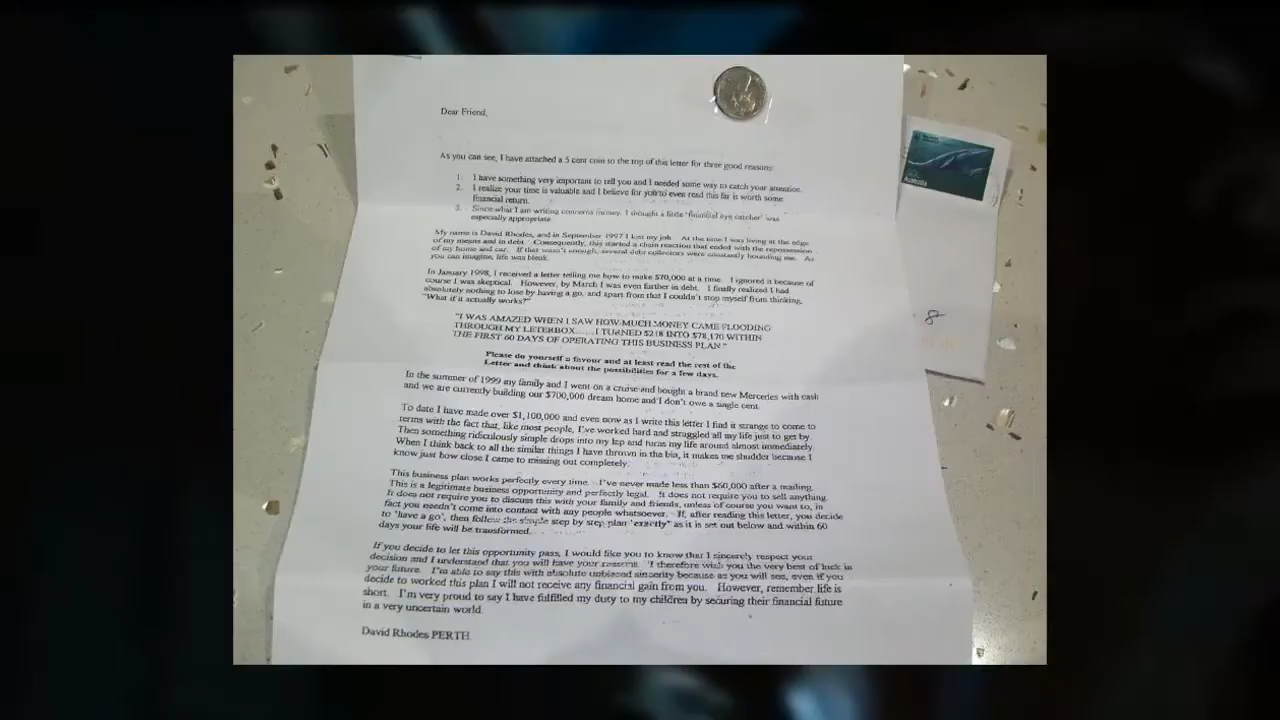 Dear Friend,
As you can see, I have attached a 5 cent coin to the top of this letter for three good reasons:
1. I have something very important to tell you and I needed some way to catch your attention.
2. I realize your time is valuable and I believe for you to even read this far is worth some
financial return.
3. Since what I am writing concerns money, I thought a little "financial eye catcher" was
especially appropriate
My name is David Rhodes, and in September 1997 I lost my job. At the time I was living at the edge
of my means and in debt. Consequently, this started a chain reaction that ended with the repossession
of my home and car. If that wasn't enough, several debt collectors were constantly hounding me. As
you can imagine, life was bleak.
In January 1998, I received a letter telling me how to make $70,000 at a time. I ignored it because of
course I was skeptical. However, by March I was even further in debt. I finally realized I had
absolutely nothing to lose by having a go, and apart from that I couldn't stop myself from thinking,
"What if it actually works?"
"I WAS AMAZED WHEN I SAW HOW MUCH MONEY CAME FLOODING
THROUGH MY LETERBOX......I TURNED $218 INTO $78,170 WITHIN
THE FIRST 60 DAYS OF OPERATING THIS BUSINESS PLAN"
Please do yourself a favour and at least read the rest of the
Letter and think about the possibilities for a few days.
In the summer of 1999 my family and I went on a cruise and bought a brand new Mercedes with cash
and we are currently building our $700,000 dream home and I don't owe a single cent.
To date I have made over $1,100,000 and even now as I write this letter I find it strange to come to
terms with the fact that, like most people, I've worked hard and struggled all my life just to get by.
Then something ridiculously simple drops into my lap and turns my life around almost immediately.
When I think back to all the similar things I have thrown in the bin, it makes me shudder because I
know just how close I came to missing out completely.
This business plan works perfectly every time. I've never made less than $60,000 after a mailing.
This is a legitimate business opportunity and perfectly legal. It does not require you to sell anything.
It does not require you to discuss this with your family and friends, unless of course you want to, in
fact you needn't come into contact with any people whatsoever. If, after reading this letter, you decide
to 'have a go', then follow the simple step by step plan 'exactly' as it is set out below and within 60
days your life will be transformed.
If you decide to let this opportunity pass, I would like you to know that I sincerely respect your
decision and I understand that you will have your reasons. I therefore wish you the very best of luck in
your future. I'm able to say this with absolute unbiased sincerity because as you will see, even if you
decide to worked this plan I will not receive any financial gain from you. However, remember life is
short. I'm very proud to say I have fulfilled my duty to my children by securing their financial future
in a very uncertain world.
David Rhodes PERTH.
Australia
8